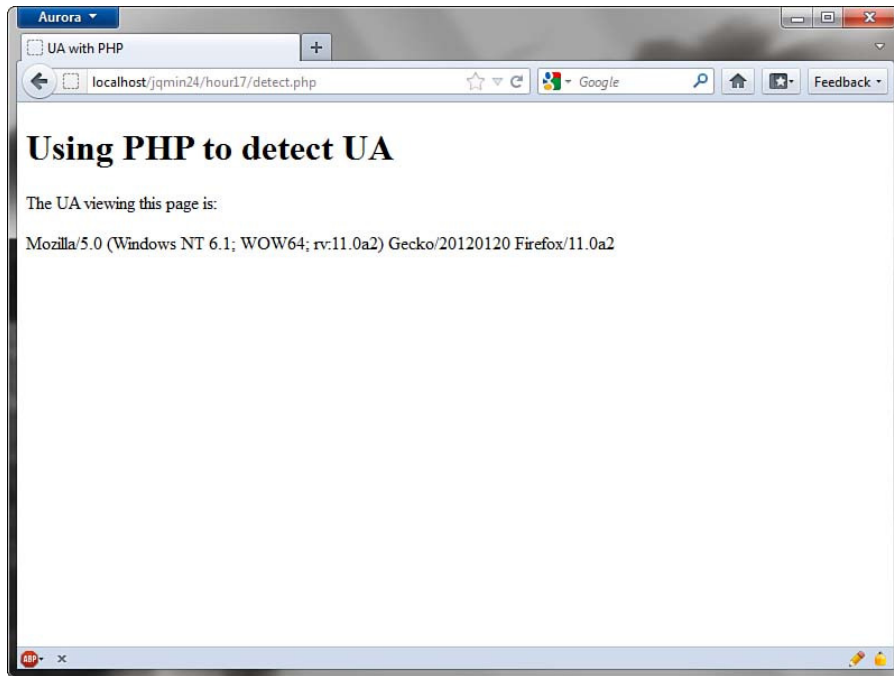 Aurora
UA with PHP
localhost/jqmin24/hour17/detect.php
Google
Feedback
Using PHP to detect UA
The UA viewing this page is:
Mozilla/5.0 (Windows NT 6.1; WOW64; rv:11.0a2) Gecko/20120120 Firefox/11.0a2
ABP